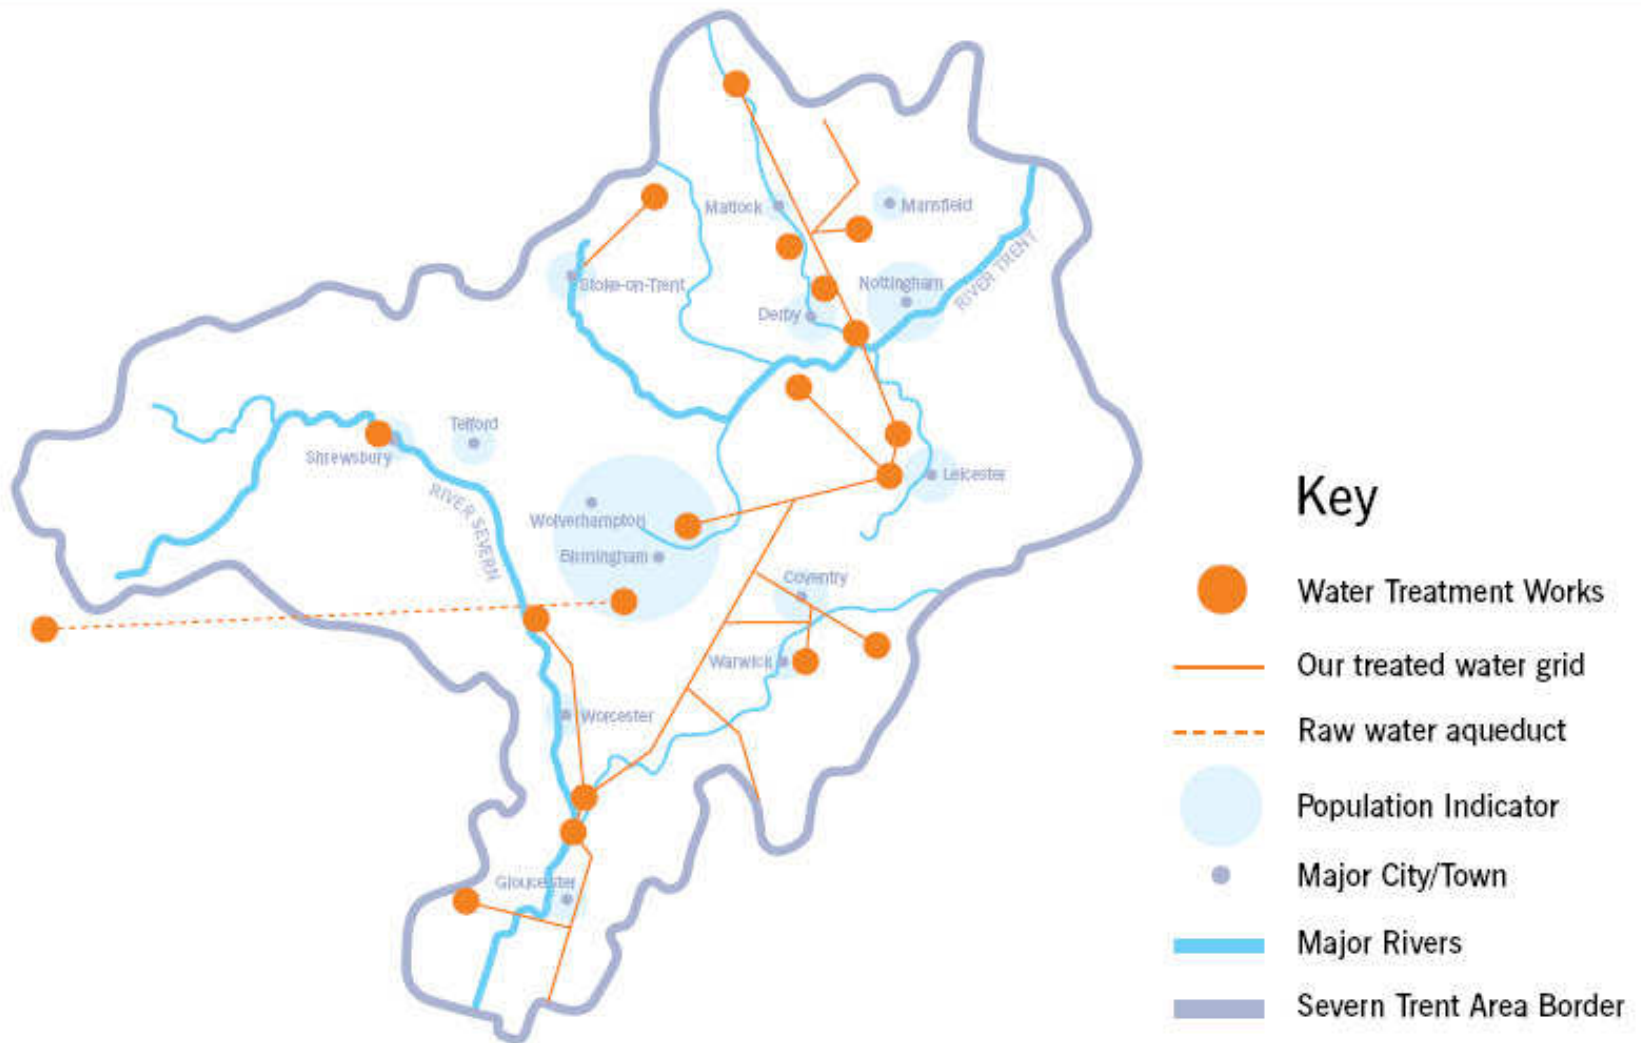 Matlock
Mansfield
Stoke-on-Trent
Nottingham
RIVER TRENT
Derby
Telford
Shrewsbury
Leicester
RIVER SEVERN
Wolverhampton
Birmingham
Coventry
Warwick
Worcester
Gloucester
Key
Water Treatment Works
Our treated water grid
Raw water aqueduct
Population Indicator
Major City/Town
Major Rivers
Severn Trent Area Border